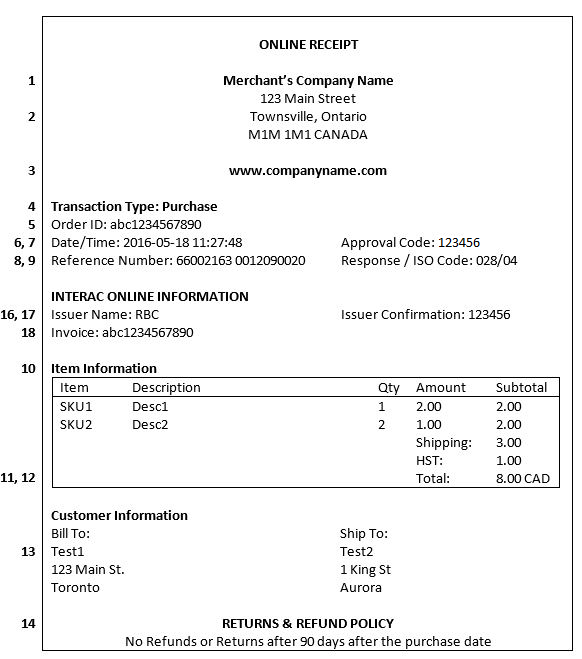 ONLINE RECEIPT
1 Merchant's Company Name
123 Main Street
2 Townsville, Ontario
M1M 1M1 CANADA
3 www.companyname.com
4 Transaction Type: Purchase
5 Order ID: abc1234567890
6, 7 Date/Time: 2016-05-18 11:27:48 Approval Code: 123456
8, 9 Reference Number: 66002163 0012090020 Response / ISO Code: 028/04
INTERAC ONLINE INFORMATION
16, 17 Issuer Name: RBC Issuer Confirmation: 123456
18 Invoice: abc1234567890
10 Item Information
Item Description Qty Amount Subtotal
SKU1 Desc1 1 2.00 2.00
SKU2 Desc2 2 1.00 2.00
Shipping: 3.00
HST: 1.00
11, 12 Total: 8.00 CAD
Customer Information
Bill To: Ship To:
13 Test1 Test2
123 Main St. 1 King St
Toronto Aurora
14 RETURNS & REFUND POLICY
No Refunds or Returns after 90 days after the purchase date